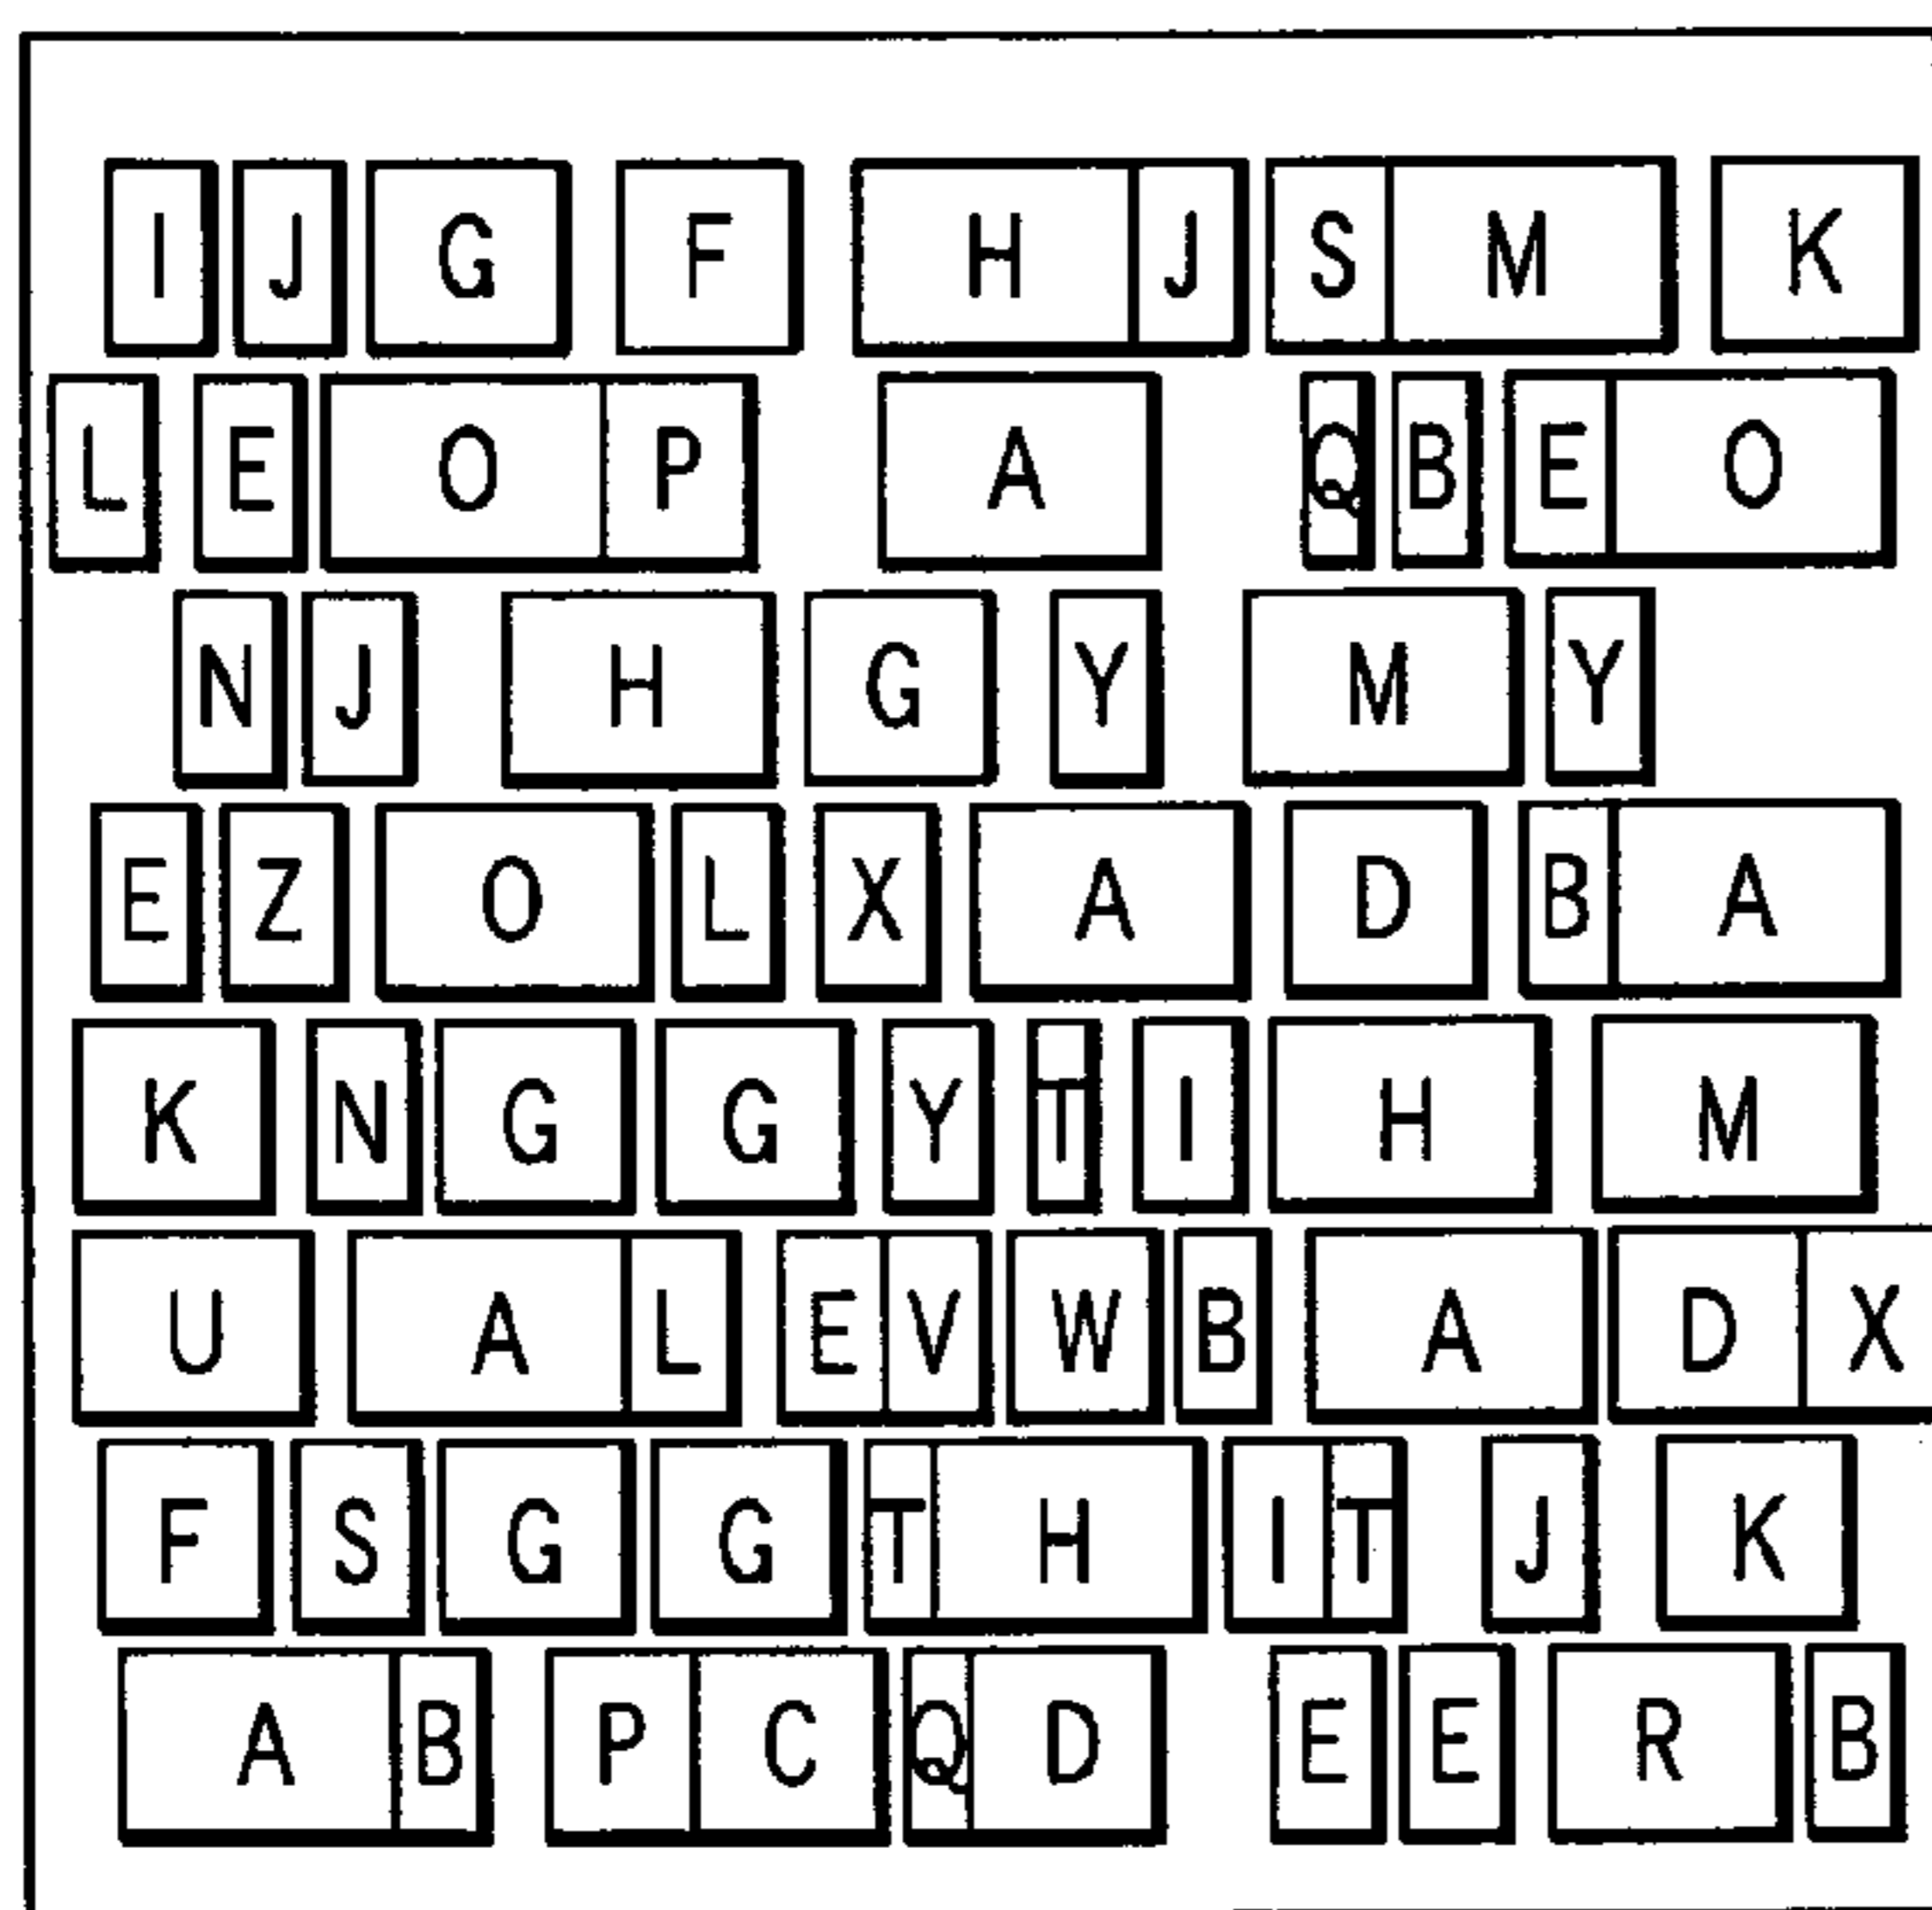 I J G F H J S M K
L E O P A Q B E O
N J H G Y M Y
E Z O L X A D B A
K N G G Y T I H M
U A L E V W B A D X
F S G G T H I T J K
A B P C Q D E E R B